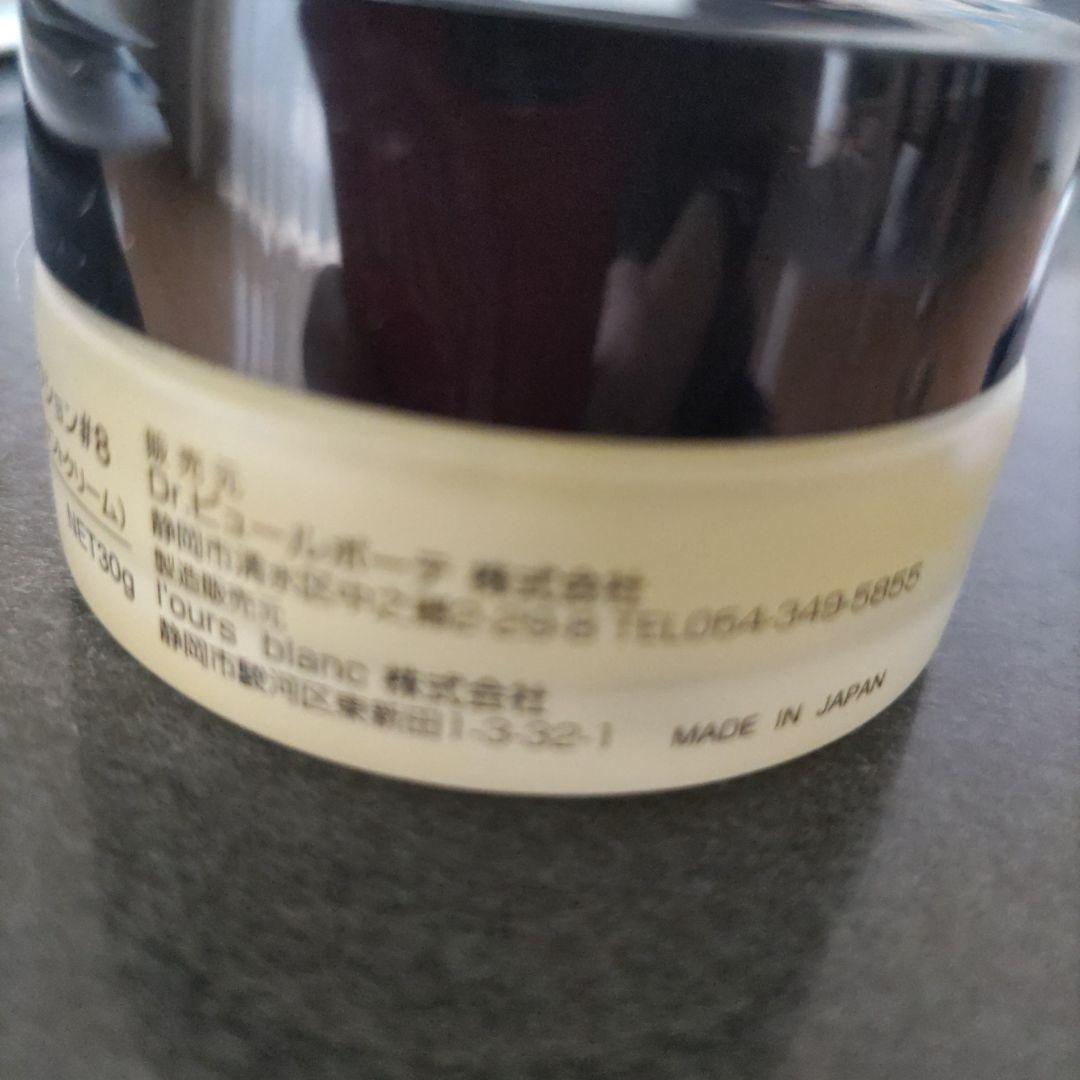 ション#8
クリーム)
NET30g
販売元
Dr.ピュールボーテ 株式会社
静岡市清水区中之郷2-29-8 TEL054-349-5855
製造販売元
l'ours blanc 株式会社
静岡市駿河区東新田1-3-32-1
MADE IN JAPAN